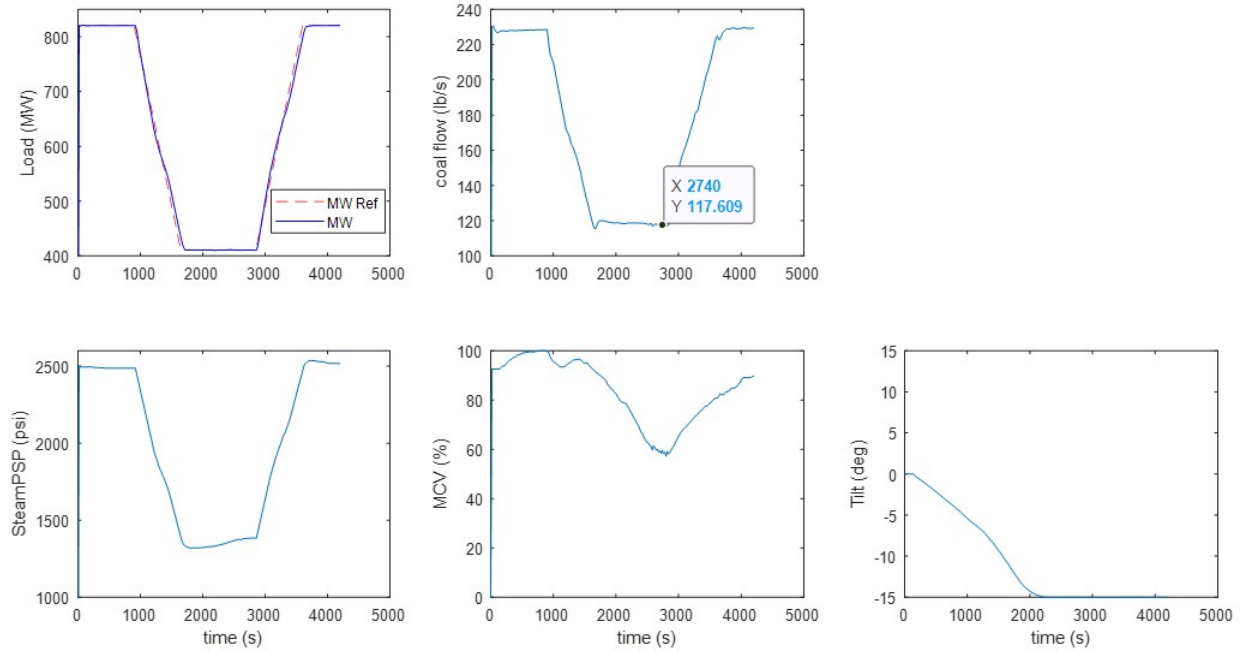 Load (MW)
800
700
600
500
400
0 1000 2000 3000 4000 5000
MW Ref
MW
coal flow (lb/s)
240
220
200
180
160
140
120
100
0 1000 2000 3000 4000 5000
X 2740
Y 117.609
SteamPSP (psi)
2500
2000
1500
1000
0 1000 2000 3000 4000 5000
time (s)
MCV (%)
100
80
60
40
20
0
0 1000 2000 3000 4000 5000
time (s)
Tilt (deg)
15
10
5
0
-5
-10
-15
0 1000 2000 3000 4000 5000
time (s)